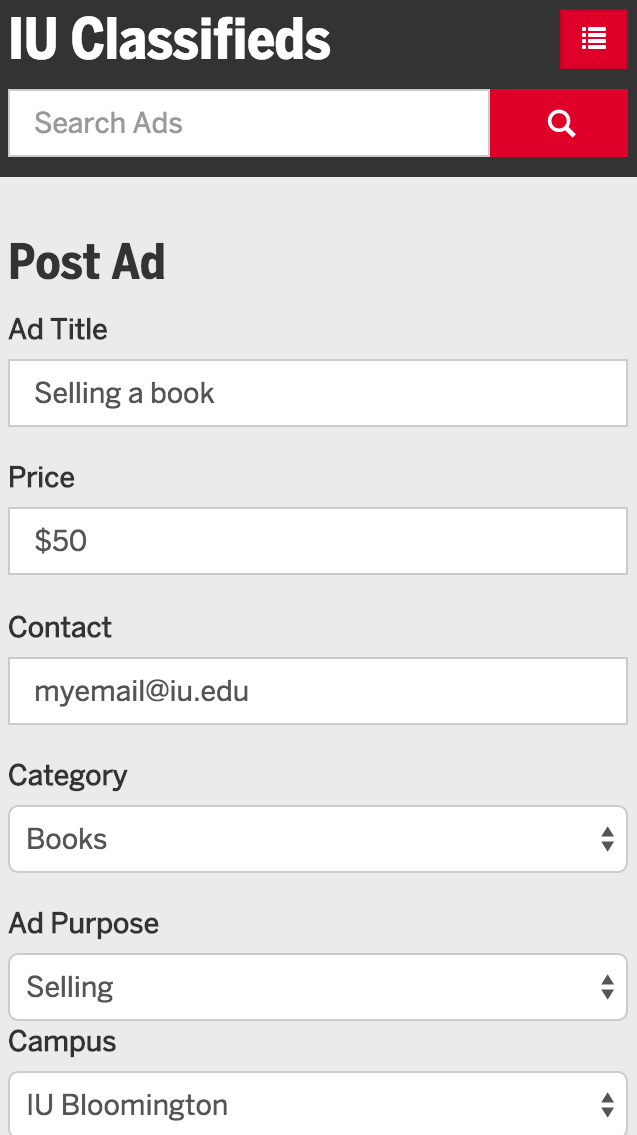 IU Classifieds
Search Ads
Post Ad
Ad Title
Selling a book
Price
$50
Contact
myemail@iu.edu
Category
Books
Ad Purpose
Selling
Campus
IU Bloomington